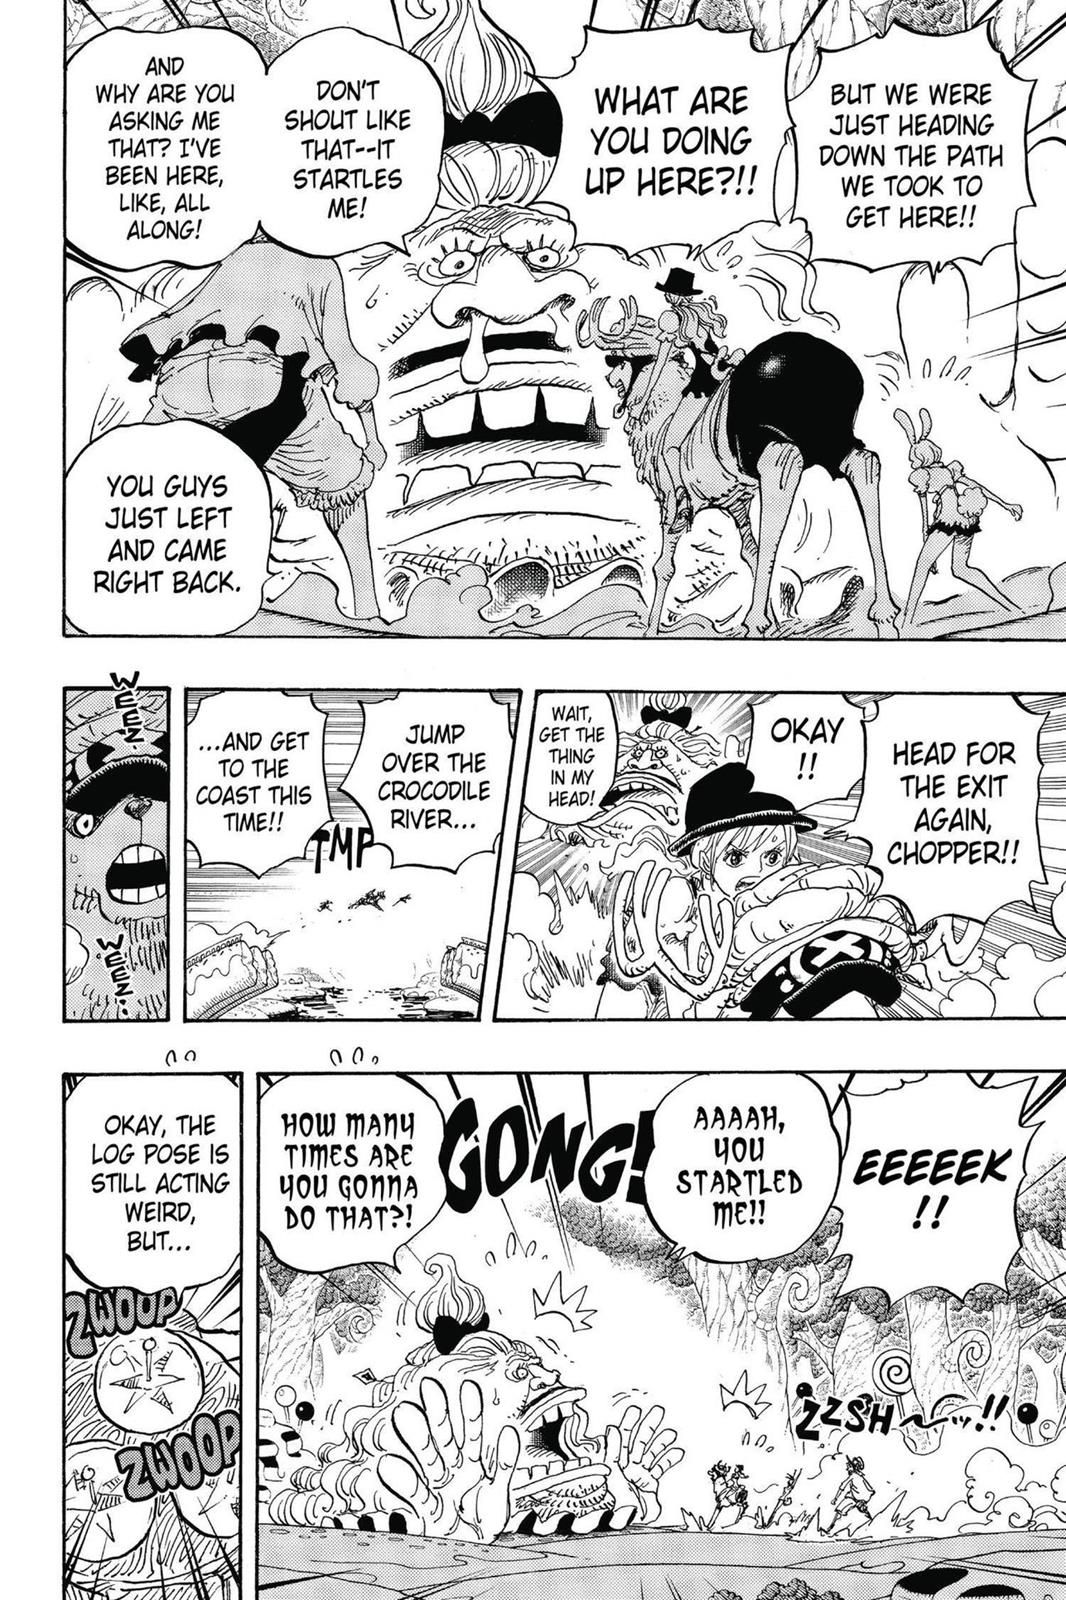 BUT WE WERE
JUST HEADING
DOWN THE PATH
WE TOOK TO
GET HERE!!
WHAT ARE
YOU DOING
UP HERE?!!
DON'T
SHOUT LIKE
THAT--IT
STARTLES
ME!
AND
WHY ARE YOU
ASKING ME
THAT? I'VE
BEEN HERE,
LIKE, ALL
ALONG!
YOU GUYS
JUST LEFT
AND CAME
RIGHT BACK.
HEAD FOR
THE EXIT
AGAIN,
CHOPPER!!
OKAY
!!
WAIT,
GET THE
THING
IN MY
HEAD!
JUMP
OVER THE
CROCODILE
RIVER...
...AND GET
TO THE
COAST THIS
TIME!!
TMP
WEEZ.
WEEZ.
EEEEEEK
!!
AAAAH,
YOU
STARTLED
ME!!
GONG!
HOW MANY
TIMES ARE
YOU GONNA
DO THAT?!
ZZSH~ッ!!
OKAY, THE
LOG POSE IS
STILL ACTING
WEIRD,
BUT...
ZWOOP
ZWOOP